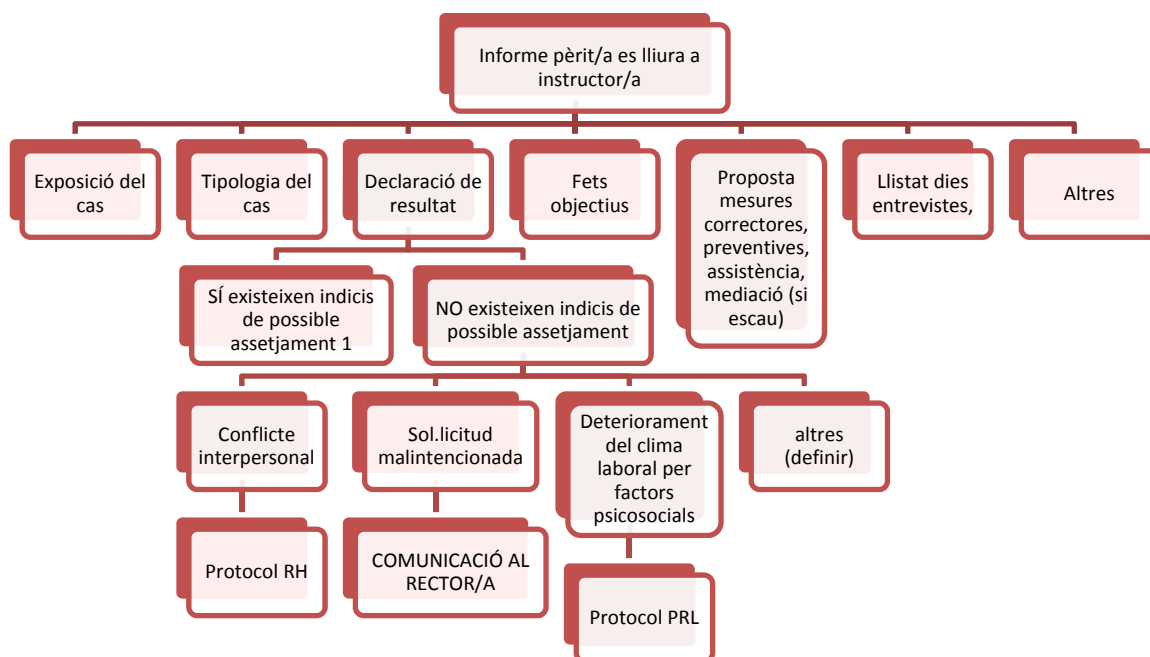 Informe pèrit/a es lliura a
instructor/a
Exposició del
cas
Tipologia del
cas
Declaració de
resultat
Fets
objectius
Proposta
mesures
correctores,
preventives,
assistència,
mediació (si
escau)
Llistat dies
entrevistes,
Altres
SÍ existeixen indicis
de possible
assetjament 1
NO existeixen indicis de
possible assetjament
Conflicte
interpersonal
Sol.licitud
malintencionada
Deteriorament
del clima
laboral per
factors
psicosocials
altres
(definir)
Protocol RH
COMUNICACIÓ AL
RECTOR/A
Protocol PRL